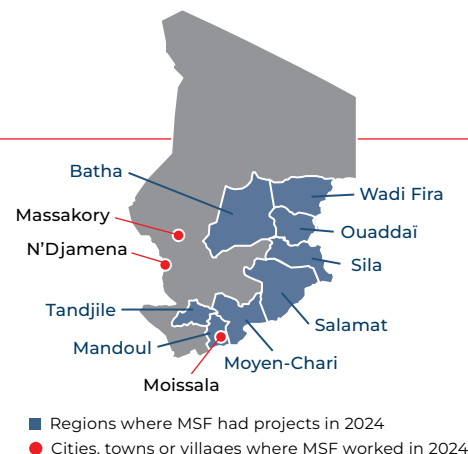 Batha
Wadi Fira
Massakory
Ouaddaï
N'Djamena
Sila
Tandjile
Salamat
Mandoul
Moyen-Chari
Moissala
Regions where MSF had projects in 2024
Cities, towns or villages where MSF worked in 2024